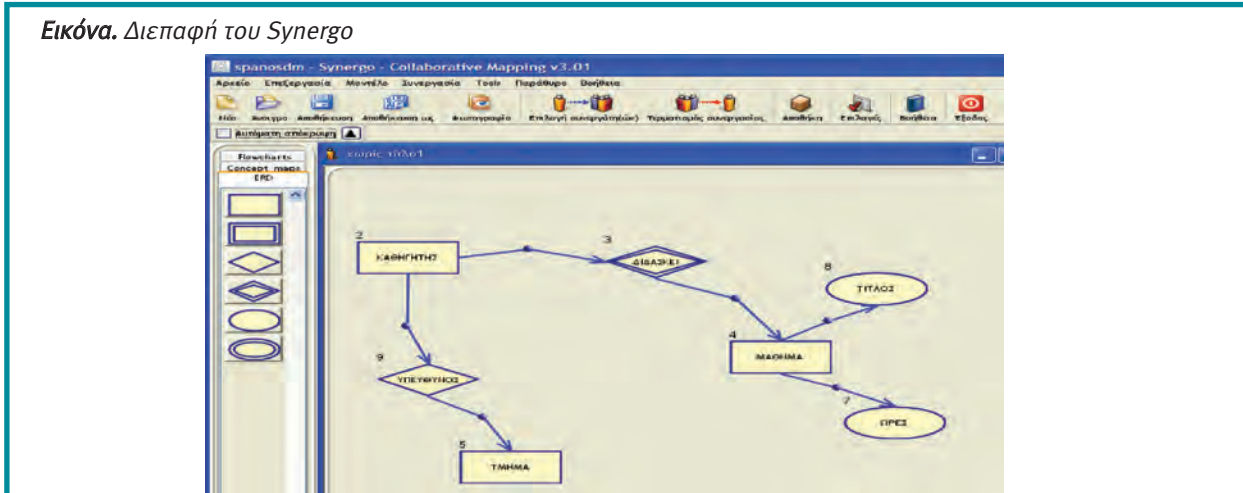 Εικόνα. Διεπαφή του Synergo
spanosdm - Synergo - Collaborative Mapping v3.01
Αρχείο Επεξεργασία Μοντέλο Συνεργασία Tools Παράθυρο Βοήθεια
Νέο Άνοιγμα Αποθήκευση Αποθήκευση ως Φωτογραφία Επιλογή συνεργάτη(ών) Τερματισμός συνεργασίας Αποθήκη Επιλογές Βοήθεια Έξοδος
Αυτόματη απόκρυψη
Flowcharts
χωρίς τίτλο1
Concept maps
ERD
2
ΚΑΘΗΓΗΤΗΣ
3
ΔΙΔΑΣΚΕΙ
8
ΤΙΤΛΟΣ
4
ΜΑΘΗΜΑ
9
ΥΠΕΥΘΥΝΟΣ
7
ΩΡΕΣ
5
ΤΜΗΜΑ